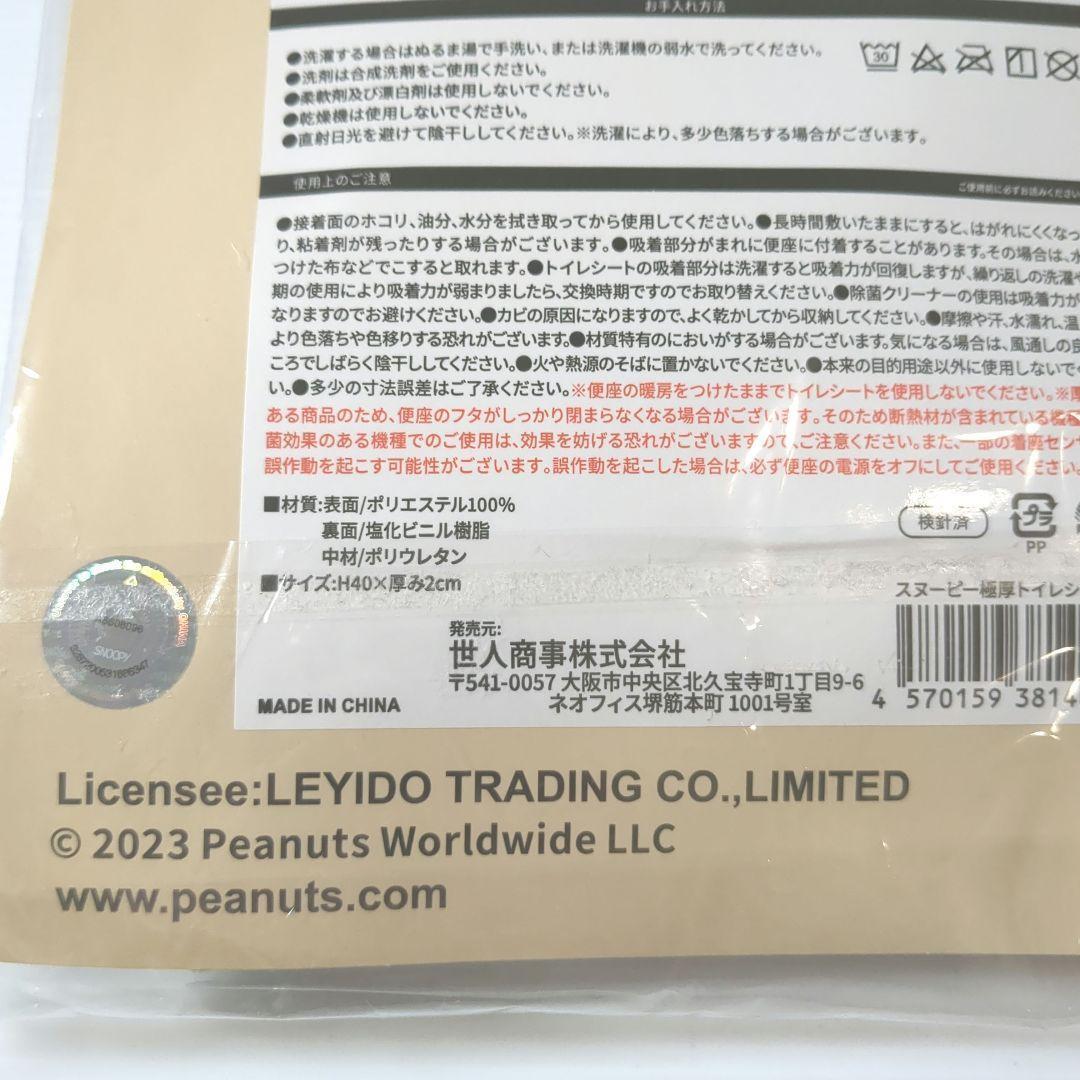 お手入れ方法
●洗濯する場合はぬるま湯で手洗い、または洗濯機の弱水で洗ってください。
●洗剤は合成洗剤をご使用ください。
●柔軟剤及び漂白剤は使用しないでください。
●乾燥機は使用しないでください。
●直射日光を避けて陰干ししてください。※洗濯により、多少色落ちする場合がございます。
30
使用上のご注意
ご使用前に必ずお読みください
●接着面のホコリ、油分、水分を拭き取ってから使用してください。●長時間敷いたままにすると、はがれにくくなっ
り、粘着剤が残ったりする場合がございます。●吸着部分がまれに便座に付着することがあります。その場合は、水
つけた布などでこすると取れます。●トイレシートの吸着部分は洗濯すると吸着力が回復しますが、繰り返しの洗濯や
期の使用により吸着力が弱まりましたら、交換時期ですのでお取り替えください。●除菌クリーナーの使用は吸着力が
なりますのでお避けください。●カビの原因になりますので、よく乾かしてから収納してください。●摩擦や汗、水濡れ、温
より色落ちや色移りする恐れがございます。●材質特有のにおいがする場合がございます。気になる場合は、風通しの良
ころでしばらく陰干ししてください。●火や熱源のそばに置かないでください。●本来の目的用途以外に使用しないでく
い。●多少の寸法誤差はご了承ください。※便座の暖房をつけたままでトイレシートを使用しないでください。※厚
ある商品のため、便座のフタがしっかり閉まらなくなる場合がございます。そのため断熱材が含まれている機種
菌効果のある機種でのご使用は、効果を妨げる恐れがございますので、ご注意ください。また、一部の着座センサ
誤作動を起こす可能性がございます。誤作動を起こした場合は、必ず便座の電源をオフにしてご使用ください。
■材質:表面/ポリエステル100%
裏面/塩化ビニル樹脂
中材/ポリウレタン
■サイズ:H40×厚み2cm
検針済
プラ
PP
スヌーピー極厚トイレシ
発売元:
世人商事株式会社
〒541-0057 大阪市中央区北久宝寺町1丁目9-6
ネオフィス堺筋本町 1001号室
MADE IN CHINA
4 570159 3814
SNOOPY
Licensee:LEYIDO TRADING CO.,LIMITED
© 2023 Peanuts Worldwide LLC
www.peanuts.com